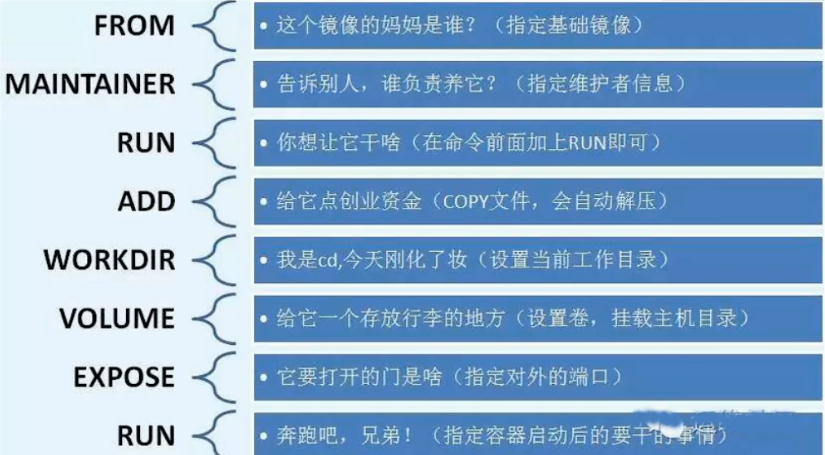 FROM
• 这个镜像的妈妈是谁？（指定基础镜像）
MAINTAINER
• 告诉别人，谁负责养它？（指定维护者信息）
RUN
• 你想让它干啥（在命令前面加上RUN即可）
ADD
• 给它点创业资金（COPY文件，会自动解压）
WORKDIR
• 我是cd,今天刚化了妆（设置当前工作目录）
VOLUME
• 给它一个存放行李的地方（设置卷，挂载主机目录）
EXPOSE
• 它要打开的门是啥（指定对外的端口）
RUN
• 奔跑吧，兄弟！（指定容器启动后的要干的事情）